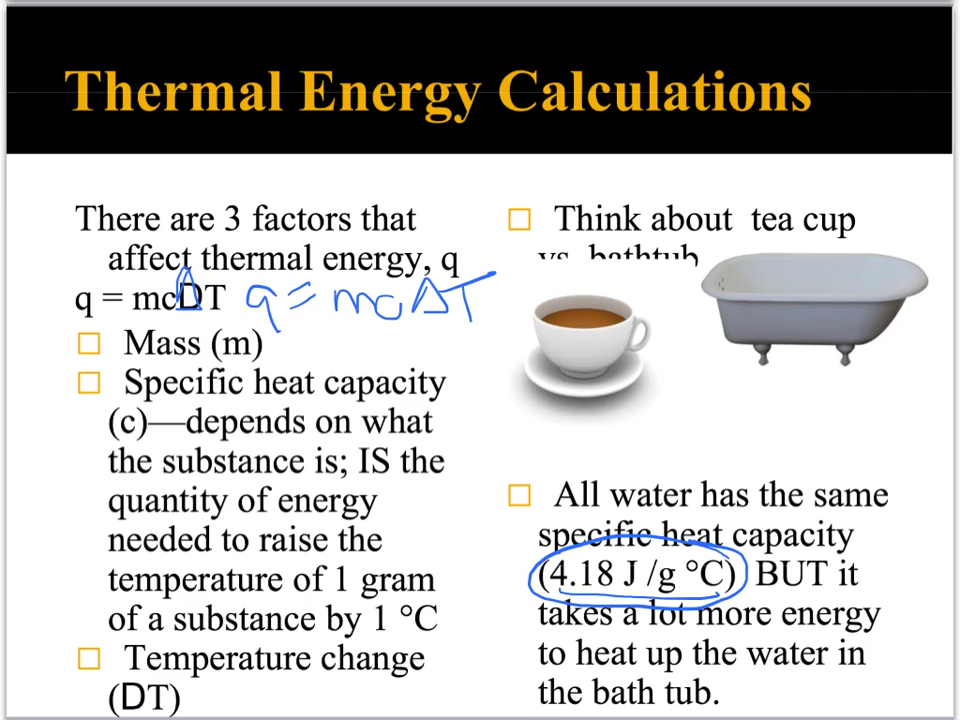 Thermal Energy Calculations
There are 3 factors that
affect thermal energy, q
q = mcDT q = mcΔT
Δ
□ Mass (m)
□ Specific heat capacity
(c)—depends on what
the substance is; IS the
quantity of energy
needed to raise the
temperature of 1 gram
of a substance by 1 °C
□ Temperature change
(DT)
□ Think about tea cup
vs. bathtub
□ All water has the same
specific heat capacity
(4.18 J /g °C) BUT it
takes a lot more energy
to heat up the water in
the bath tub.